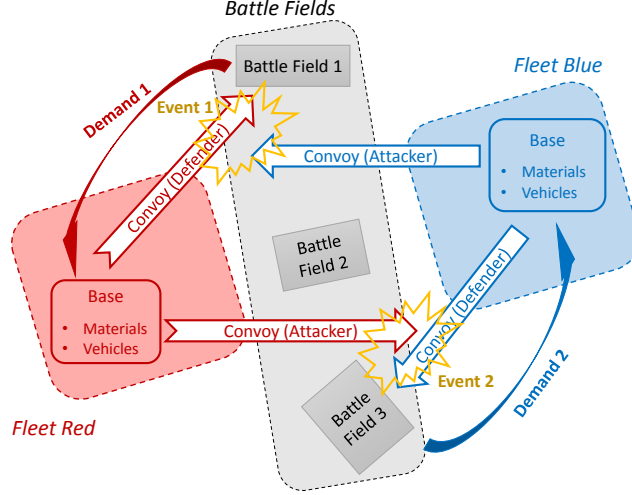 Battle Fields
Battle Field 1
Fleet Blue
Demand 1
Event 1
Convoy (Defender)
Convoy (Attacker)
Base
• Materials
• Vehicles
Battle
Field 2
Base
• Materials
• Vehicles
Convoy (Attacker)
Convoy (Defender)
Event 2
Demand 2
Battle
Field 3
Fleet Red